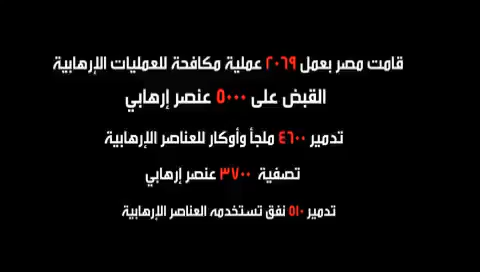 قامت مصر بعمل ٢٠٦٩ عملية مكافحة للعمليات الإرهابية
القبض على ٥٠٠٠ عنصر إرهابي
تدمير ٤٦٠٠ ملجأ وأوكار للعناصر الإرهابية
تصفية ٣٧٠٠ عنصر إرهابي
تدمير ٥١٠ نفق تستخدمه العناصر الإرهابية